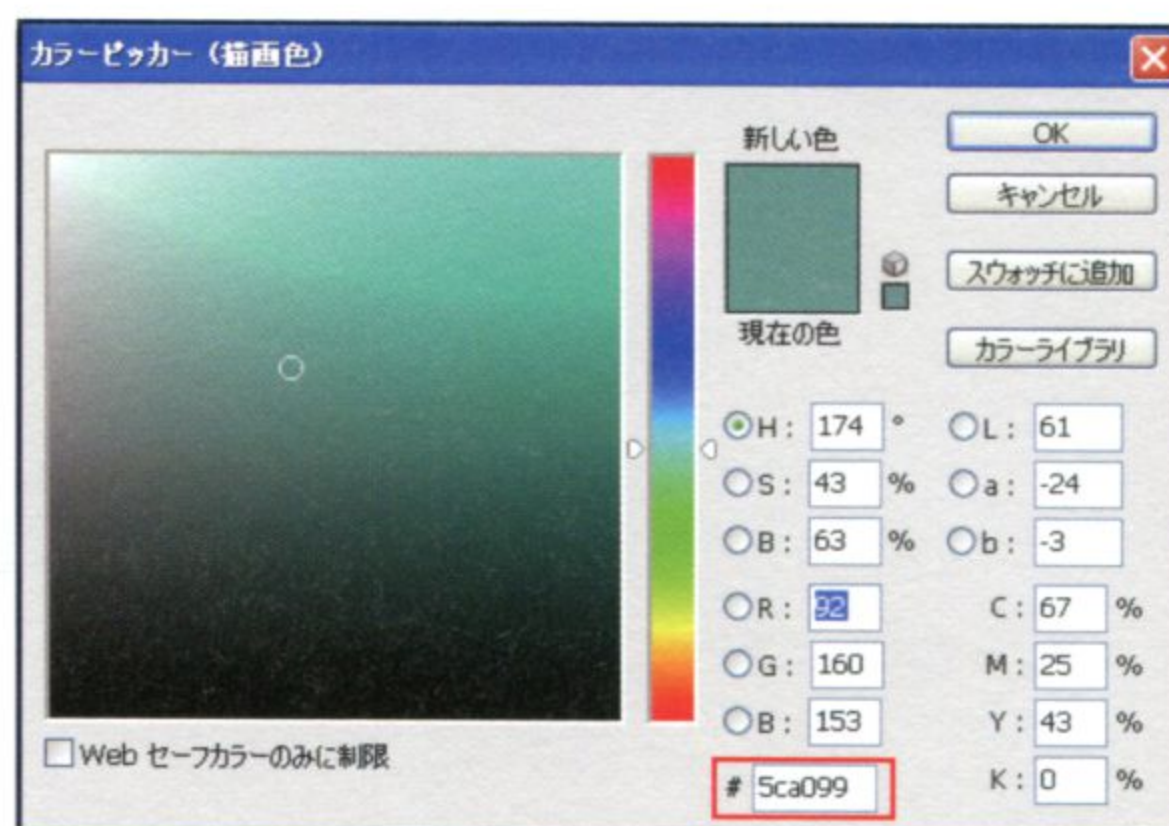 カラーピッカー（描画色）
新しい色
現在の色
OK
キャンセル
スウォッチに追加
カラーライブラリ
H : 174 °
S : 43 %
B : 63 %
R : 92
G : 160
B : 153
# 5ca099
L : 61
a : -24
b : -3
C : 67 %
M : 25 %
Y : 43 %
K : 0 %
Web セーフカラーのみに制限